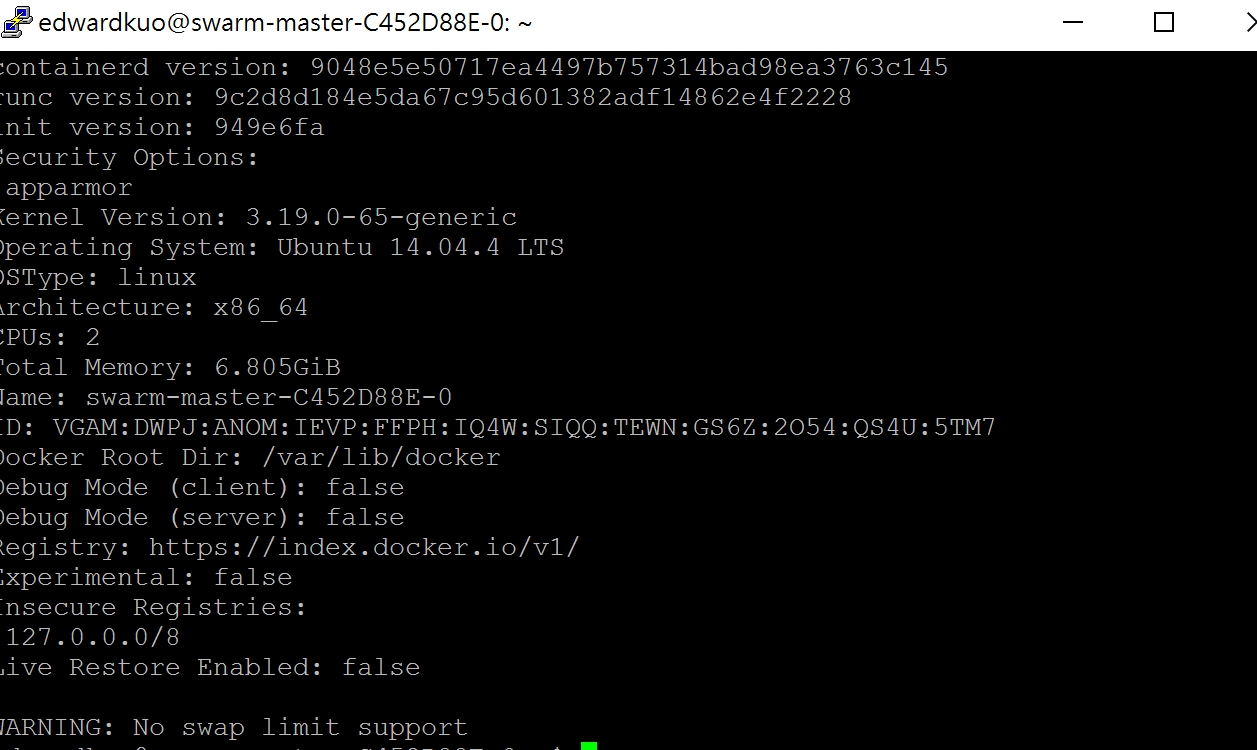 edwardkuo@swarm-master-C452D88E-0: ~
containerd version: 9048e5e50717ea4497b757314bad98ea3763c145
runc version: 9c2d8d184e5da67c95d601382adf14862e4f2228
init version: 949e6fa
Security Options:
apparmor
Kernel Version: 3.19.0-65-generic
Operating System: Ubuntu 14.04.4 LTS
OSType: linux
Architecture: x86_64
CPUs: 2
Total Memory: 6.805GiB
Name: swarm-master-C452D88E-0
ID: VGAM:DWPJ:ANOM:IEVP:FFPH:IQ4W:SIQQ:TEWN:GS6Z:2O54:QS4U:5TM7
Docker Root Dir: /var/lib/docker
Debug Mode (client): false
Debug Mode (server): false
Registry: https://index.docker.io/v1/
Experimental: false
Insecure Registries:
127.0.0.0/8
Live Restore Enabled: false
WARNING: No swap limit support